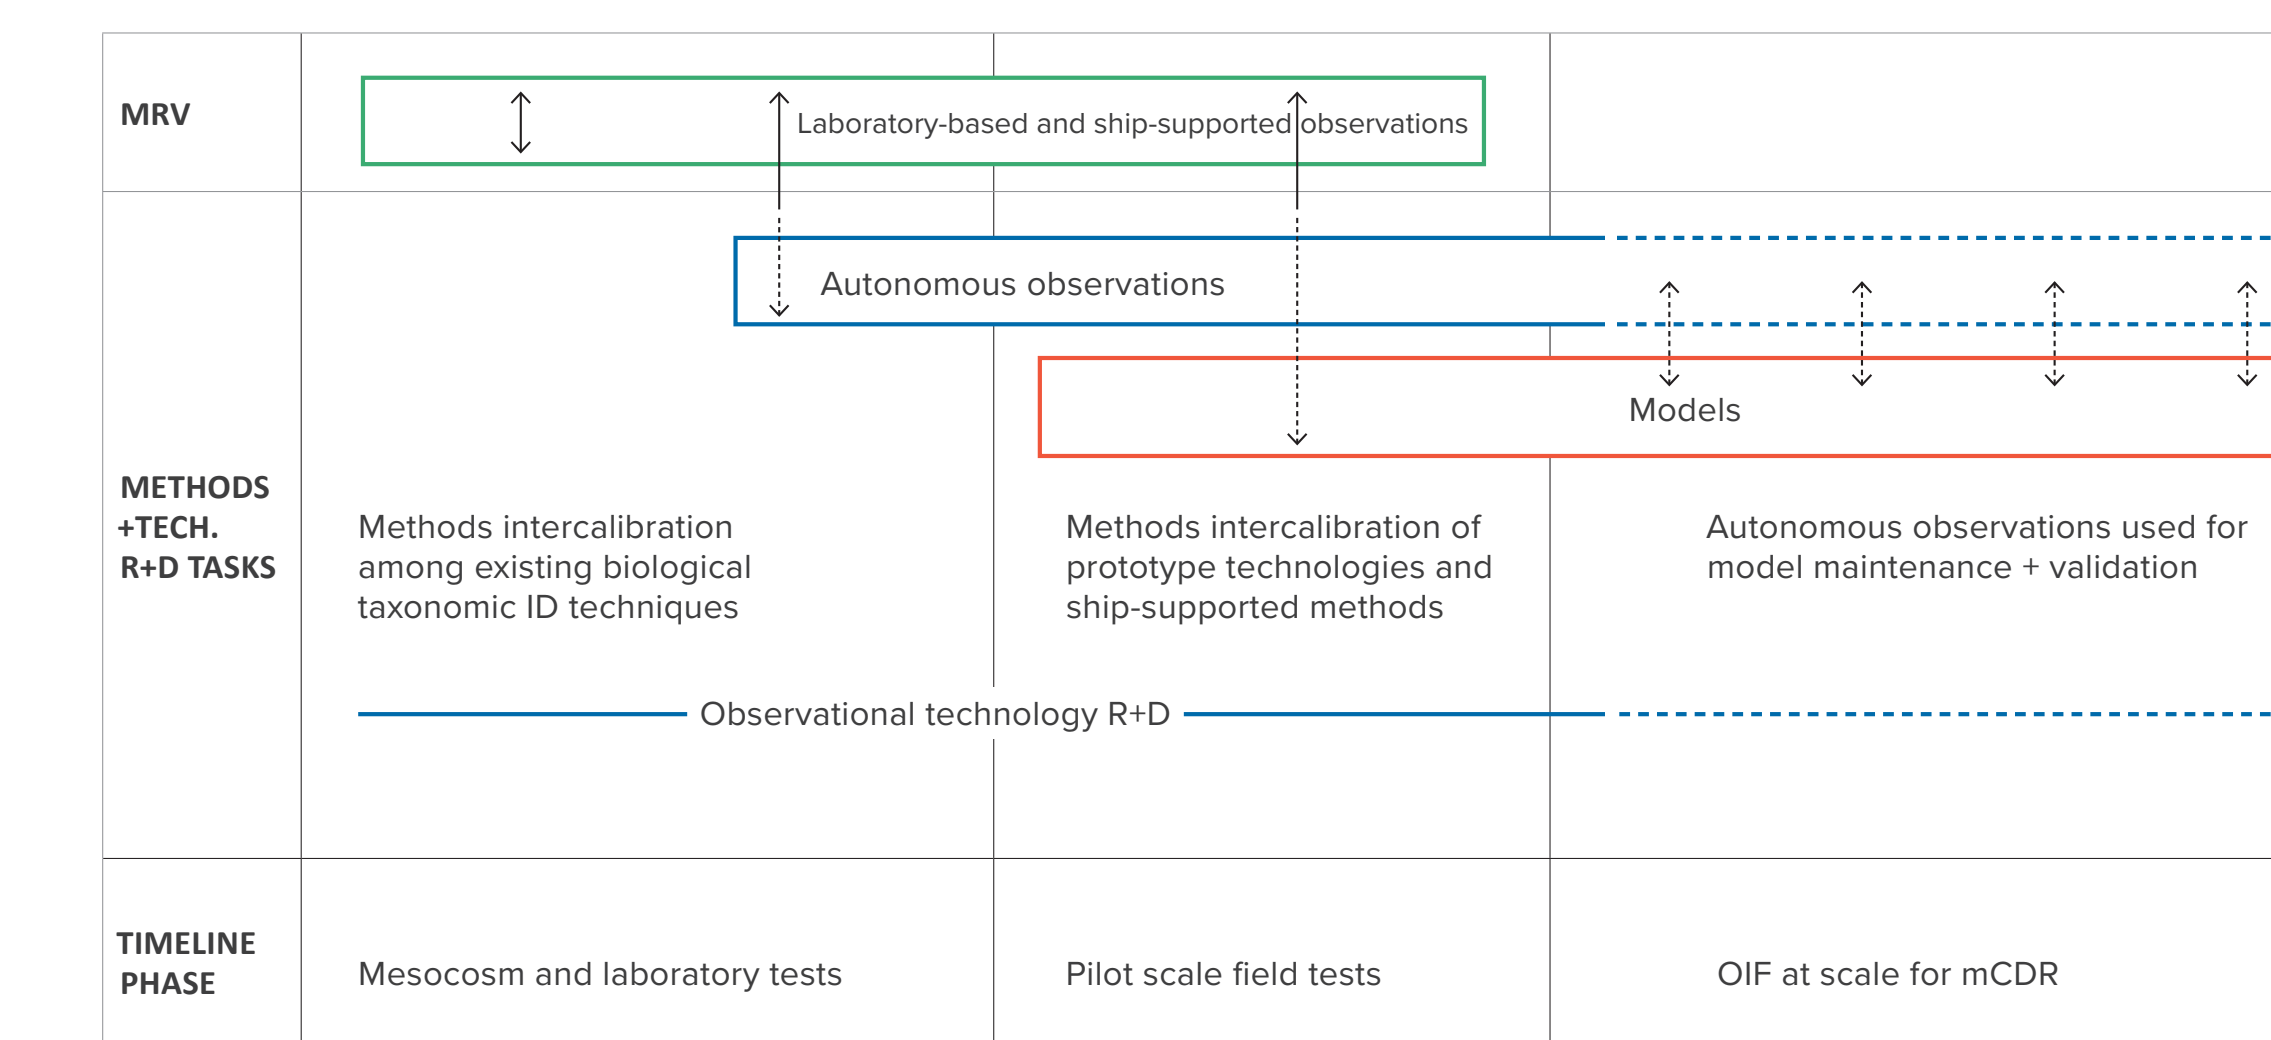 MRV
Laboratory-based and ship-supported observations
METHODS
+TECH.
R+D TASKS
Autonomous observations
Models
Methods intercalibration
among existing biological
taxonomic ID techniques
Methods intercalibration of
prototype technologies and
ship-supported methods
Autonomous observations used for
model maintenance + validation
Observational technology R+D
TIMELINE
PHASE
Mesocosm and laboratory tests
Pilot scale field tests
OIF at scale for mCDR